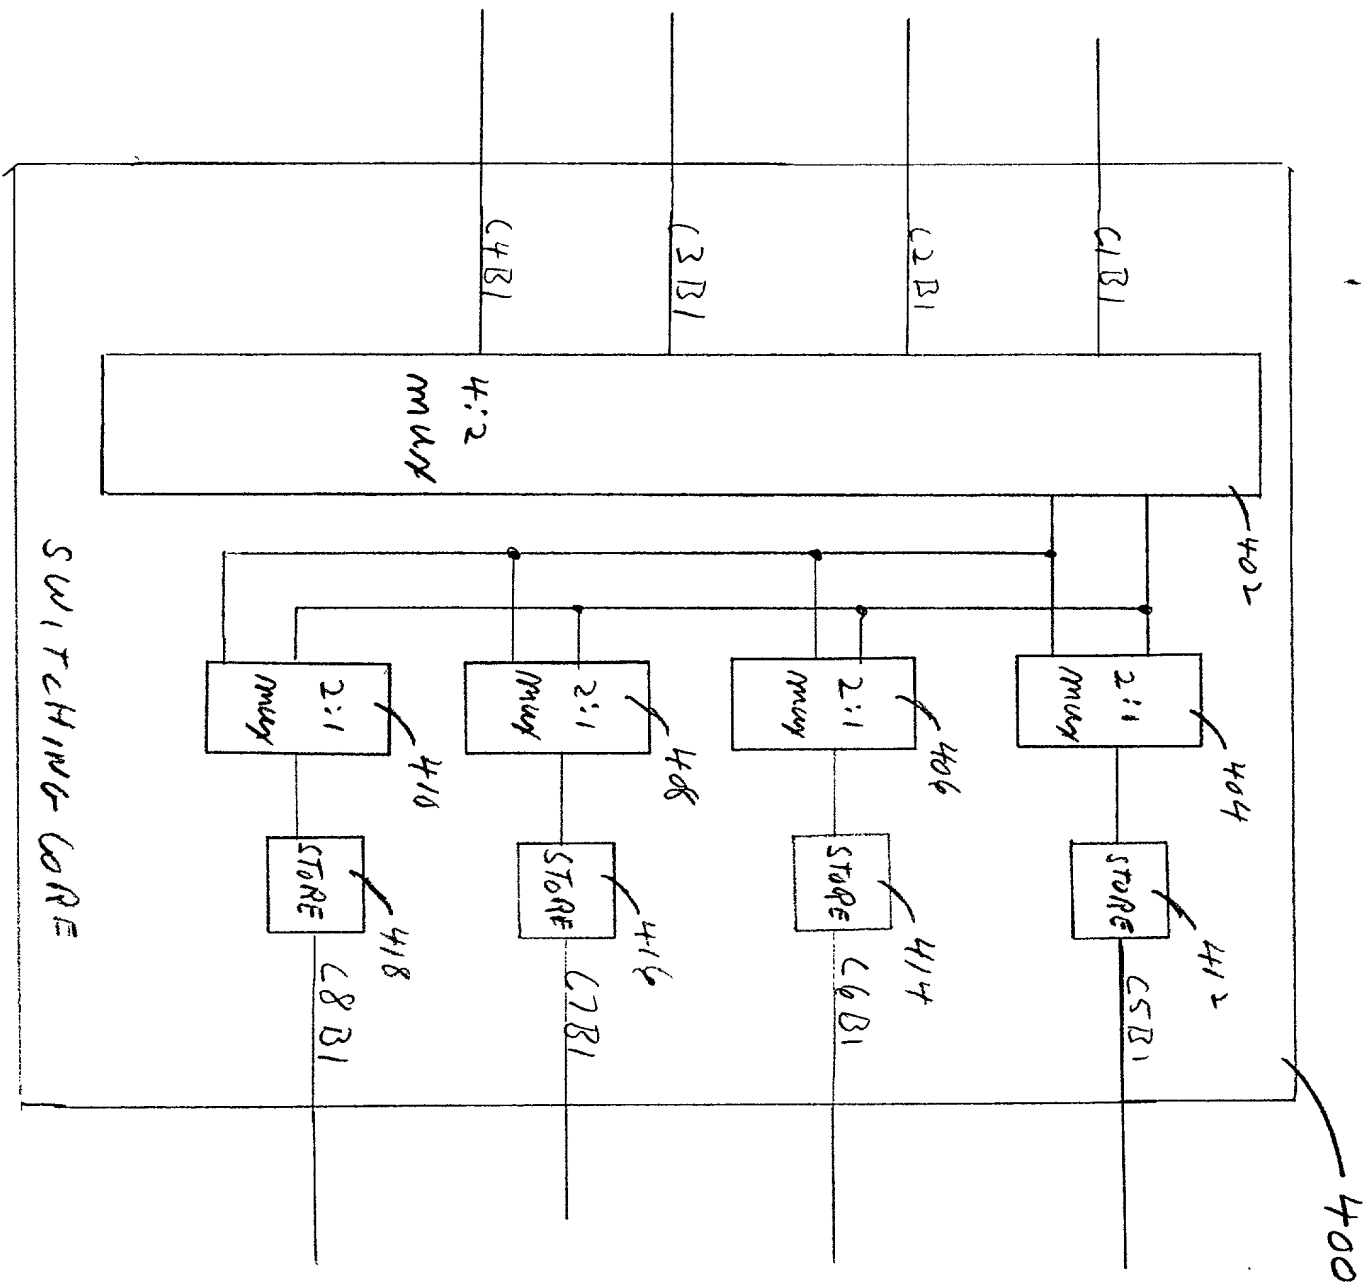 C1B1
C2B1
C3B1
C4B1
4:2
mux
402
2:1
mux
404
STORE
412
C5B1
2:1
mux
406
STORE
414
C6B1
2:1
mux
408
STORE
416
C7B1
2:1
mux
410
STORE
418
C8B1
SWITCHING CORE
400